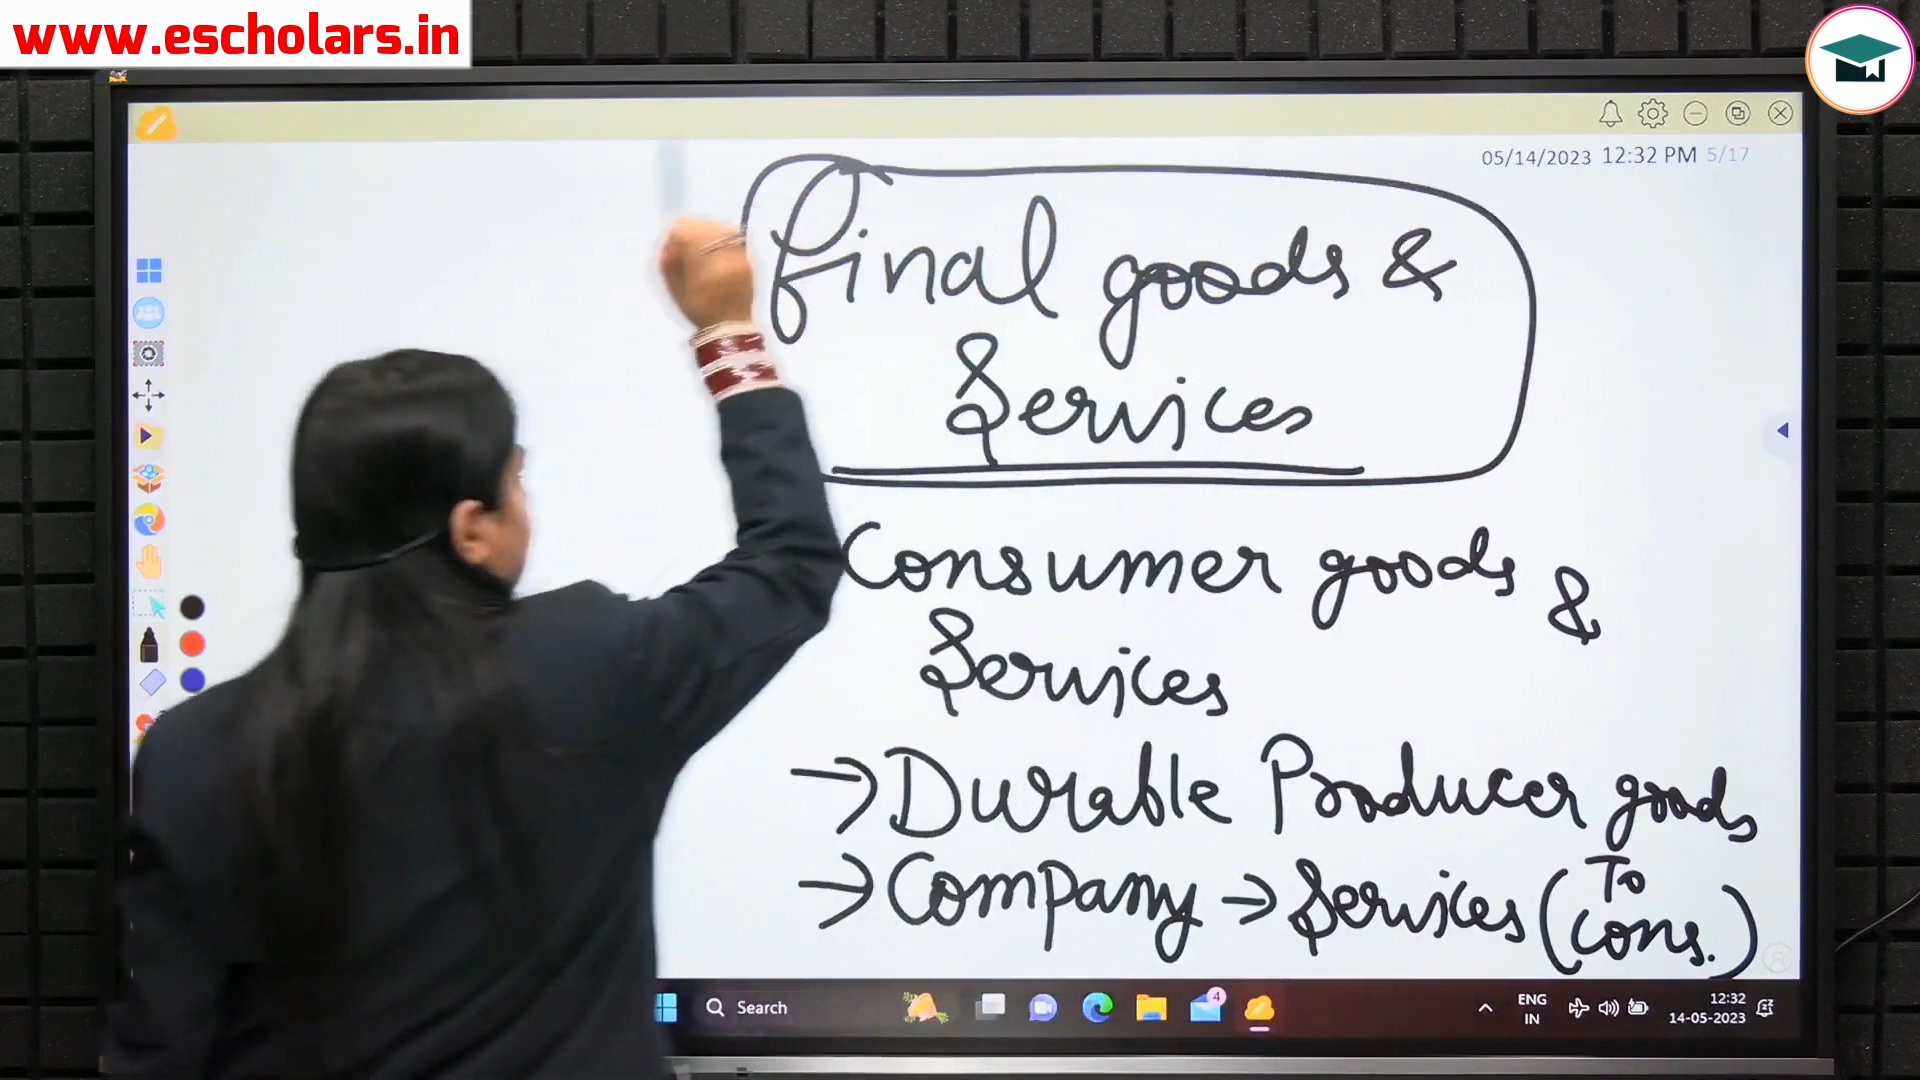 www.escholars.in
05/14/2023 12:32 PM 5/17
Final goods &
Services
Consumer goods &
Services
→ Durable Producer goods
→ Company → Services (To cons.)
Search
4
ENG
IN
12:32
14-05-2023